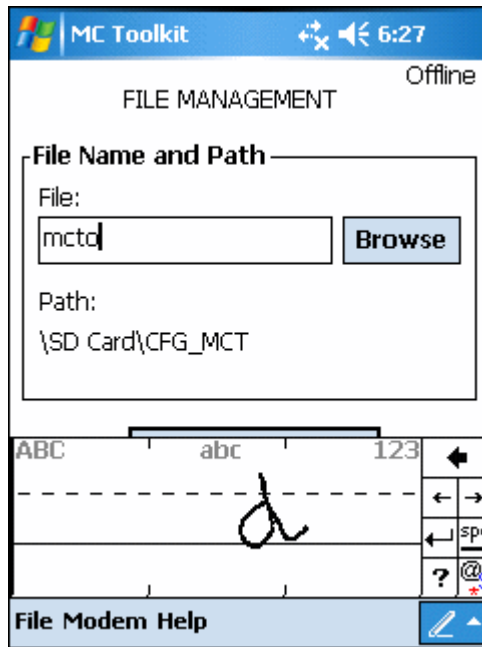 MC Toolkit 6:27
Offline
FILE MANAGEMENT
File Name and Path
File:
mcto
Browse
Path:
\SD Card\CFG_MCT
ABC abc 123
d
spc
? @
*
File Modem Help